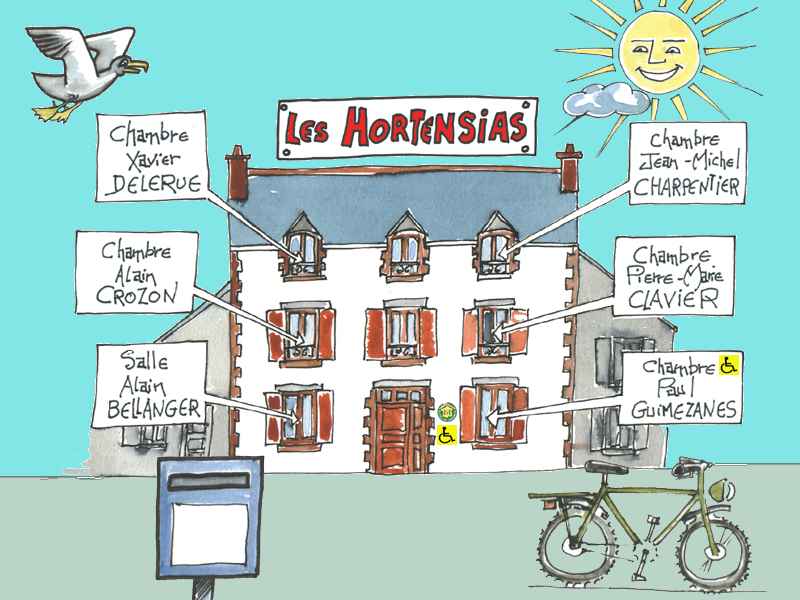 LES HORTENSIAS
Chambre
Xavier
DELERUE
Chambre
Jean-Michel
CHARPENTIER
Chambre
Alain
CROZON
Chambre
Pierre-Marie
CLAVIER
Salle
Alain
BELLANGER
Chambre
Paul
GUIMEZANES